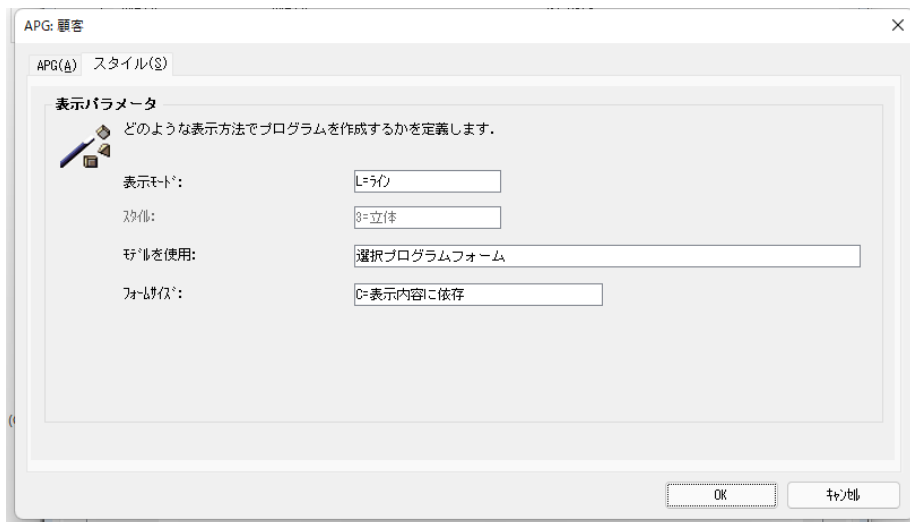 APG: 顧客
APG(A) スタイル(S)
表示パラメータ
どのような表示方法でプログラムを作成するかを定義します.
表示ﾓｰﾄﾞ: L=ﾗｲﾝ
ｽﾀｲﾙ: 3=立体
ﾓﾃﾞﾙを使用: 選択プログラムフォーム
ﾌｫｰﾑｻｲｽﾞ: C=表示内容に依存
OK ｷｬﾝｾﾙ